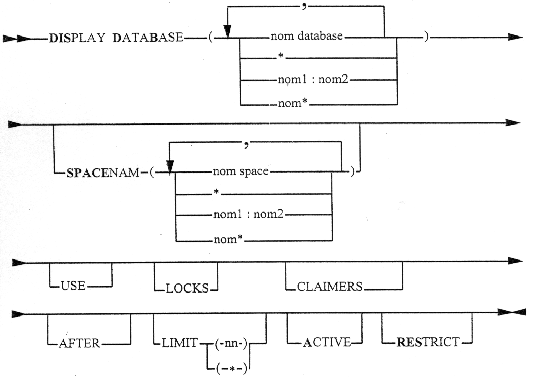 ,
DISPLAY DATABASE ( nom database )
*
nom1 : nom2
nom*
,
SPACENAM ( nom space )
*
nom1 : nom2
nom*
USE LOCKS CLAIMERS
AFTER LIMIT (-nn-) ACTIVE RESTRICT
(-*-)